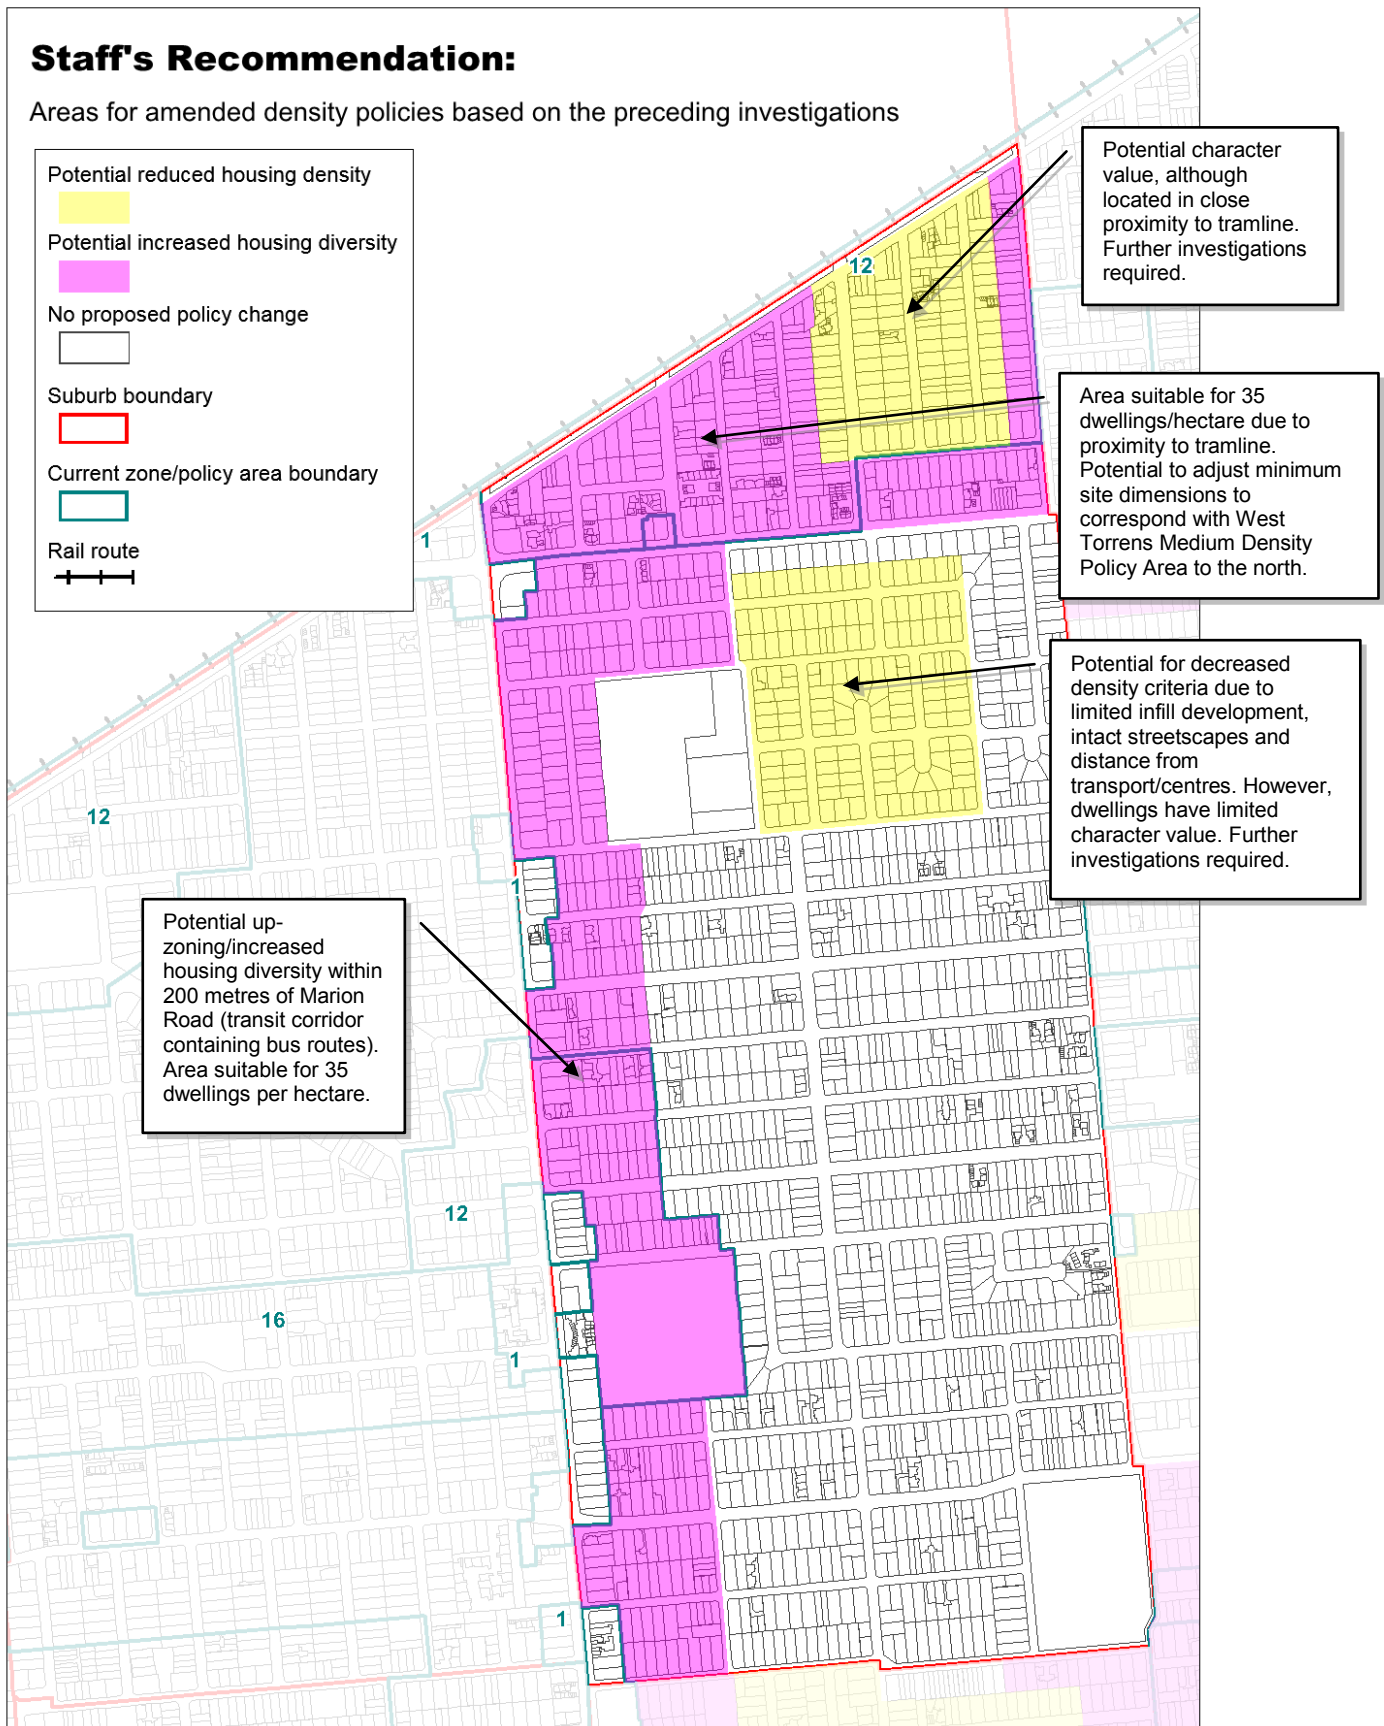 Staff's Recommendation:
Areas for amended density policies based on the preceding investigations
Potential reduced housing density
Potential increased housing diversity
No proposed policy change
Suburb boundary
Current zone/policy area boundary
Rail route
Potential character
value, although
located in close
proximity to tramline.
Further investigations
required.
12
Area suitable for 35
dwellings/hectare due to
proximity to tramline.
Potential to adjust minimum
site dimensions to
correspond with West
Torrens Medium Density
Policy Area to the north.
1
Potential for decreased
density criteria due to
limited infill development,
intact streetscapes and
distance from
transport/centres. However,
dwellings have limited
character value. Further
investigations required.
12
1
Potential up-
zoning/increased
housing diversity within
200 metres of Marion
Road (transit corridor
containing bus routes).
Area suitable for 35
dwellings per hectare.
12
16
1
1